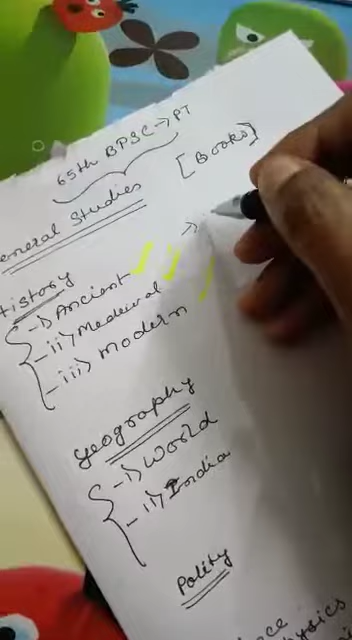 65th BPSC → PT
[Books]
General Studies
History
-i) Ancient
-ii) Medieval
-iii) Modern
Geography
-i) World
-ii) India
Polity